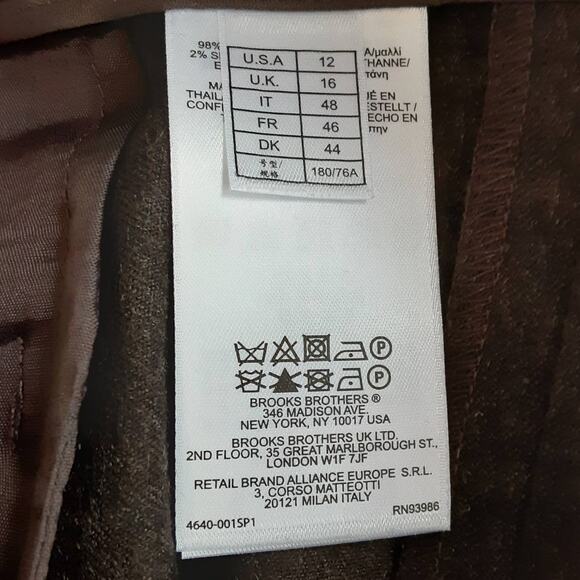 98%
2% S
E
MA
THAIL
CONF
U.S.A 12
U.K. 16
IT 48
FR 46
DK 44
号型/规格 180/76A
Α/μαλλί
HANNE/
τάνη
UÉ EN
ESTELLT/
ECHO EN
την
BROOKS BROTHERS ®
346 MADISON AVE.
NEW YORK, NY 10017 USA
BROOKS BROTHERS UK LTD.
2ND FLOOR, 35 GREAT MARLBOROUGH ST.,
LONDON W1F 7JF
RETAIL BRAND ALLIANCE EUROPE S.R.L.
3, CORSO MATTEOTTI
20121 MILAN ITALY
4640-001SP1 RN93986